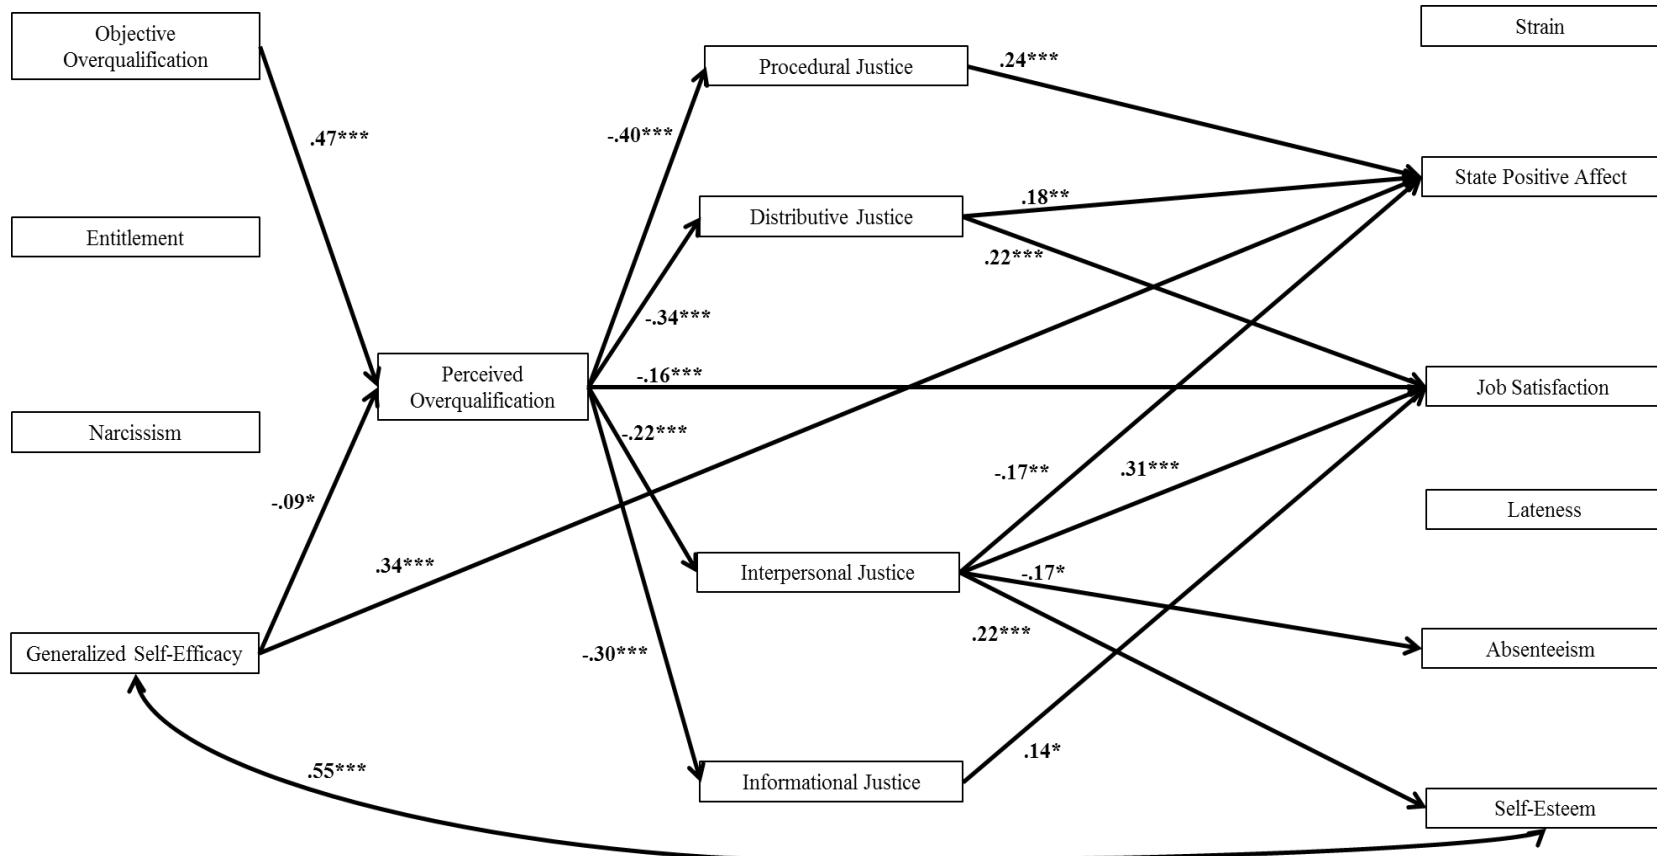 Objective
Overqualification
Entitlement
Narcissism
Generalized Self-Efficacy
.47***
-.09*
.34***
.55***
Perceived
Overqualification
-.40***
-.34***
-.16***
-.22***
-.30***
Procedural Justice
Distributive Justice
Interpersonal Justice
Informational Justice
.24***
.18**
.22***
-.17**
.31***
-.17*
.22***
.14*
Strain
State Positive Affect
Job Satisfaction
Lateness
Absenteeism
Self-Esteem